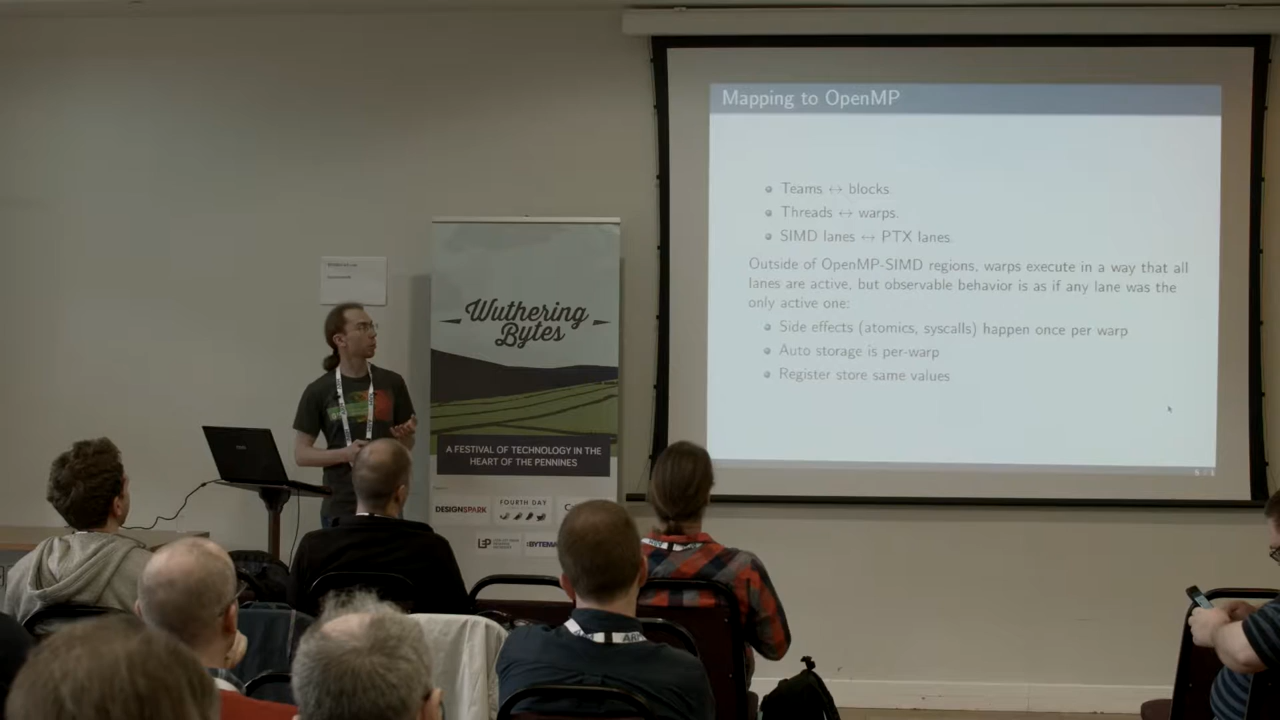 Mapping to OpenMP
Teams ↔ blocks.
Threads ↔ warps.
SIMD lanes ↔ PTX lanes.
Outside of OpenMP-SIMD regions, warps execute in a way that all
lanes are active, but observable behavior is as if any lane was the
only active one:
Side effects (atomics, syscalls) happen once per warp
Auto storage is per-warp
Register store same values
Wuthering
Bytes
A FESTIVAL OF TECHNOLOGY IN THE
HEART OF THE PENNINES
DESIGNSPARK
FOURTH DAY
ARM